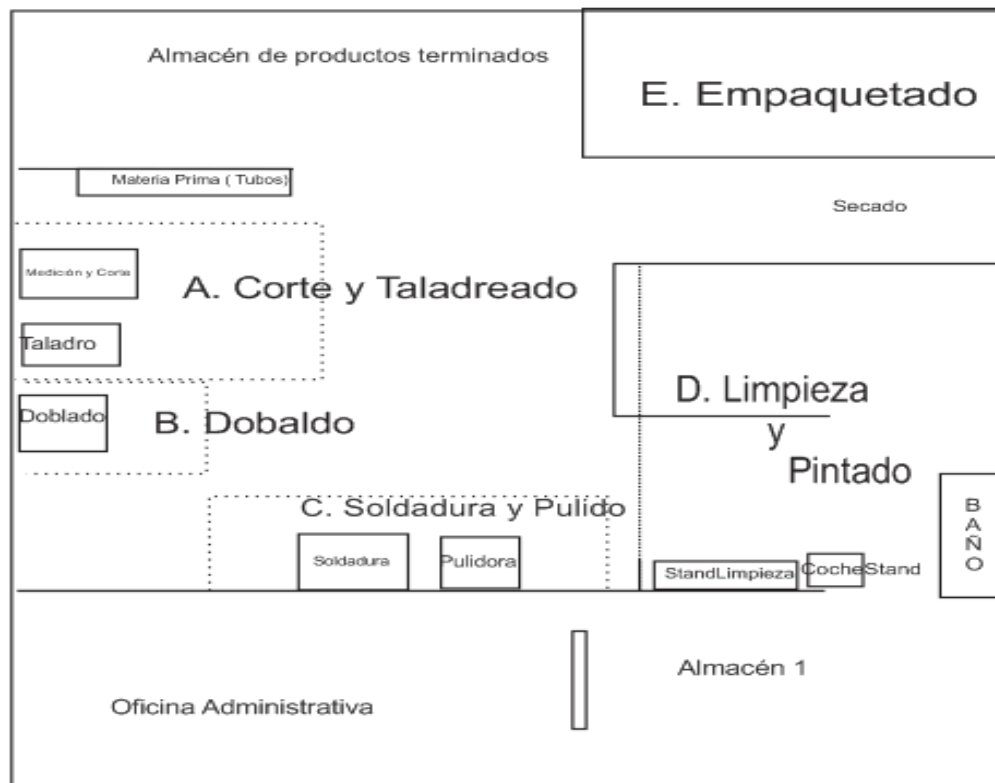 Almacén de productos terminados
E. Empaquetado
Materia Prima ( Tubos)
Secado
Medición y Corte
A. Corte y Taladreado
Taladro
D. Limpieza
y
Pintado
Doblado
B. Dobaldo
C. Soldadura y Pulido
BAÑO
Soldadura
Pulidora
StandLimpieza
CocheStand
Almacén 1
Oficina Administrativa